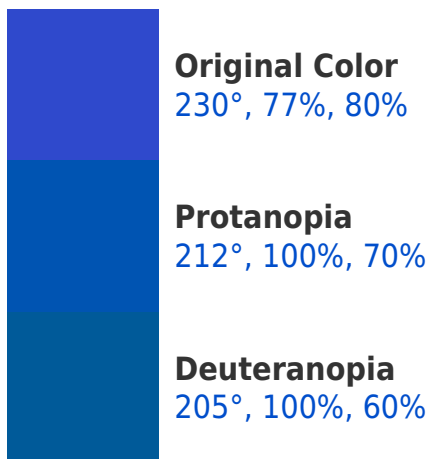 Original Color
230°, 77%, 80%
Protanopia
212°, 100%, 70%
Deuteranopia
205°, 100%, 60%